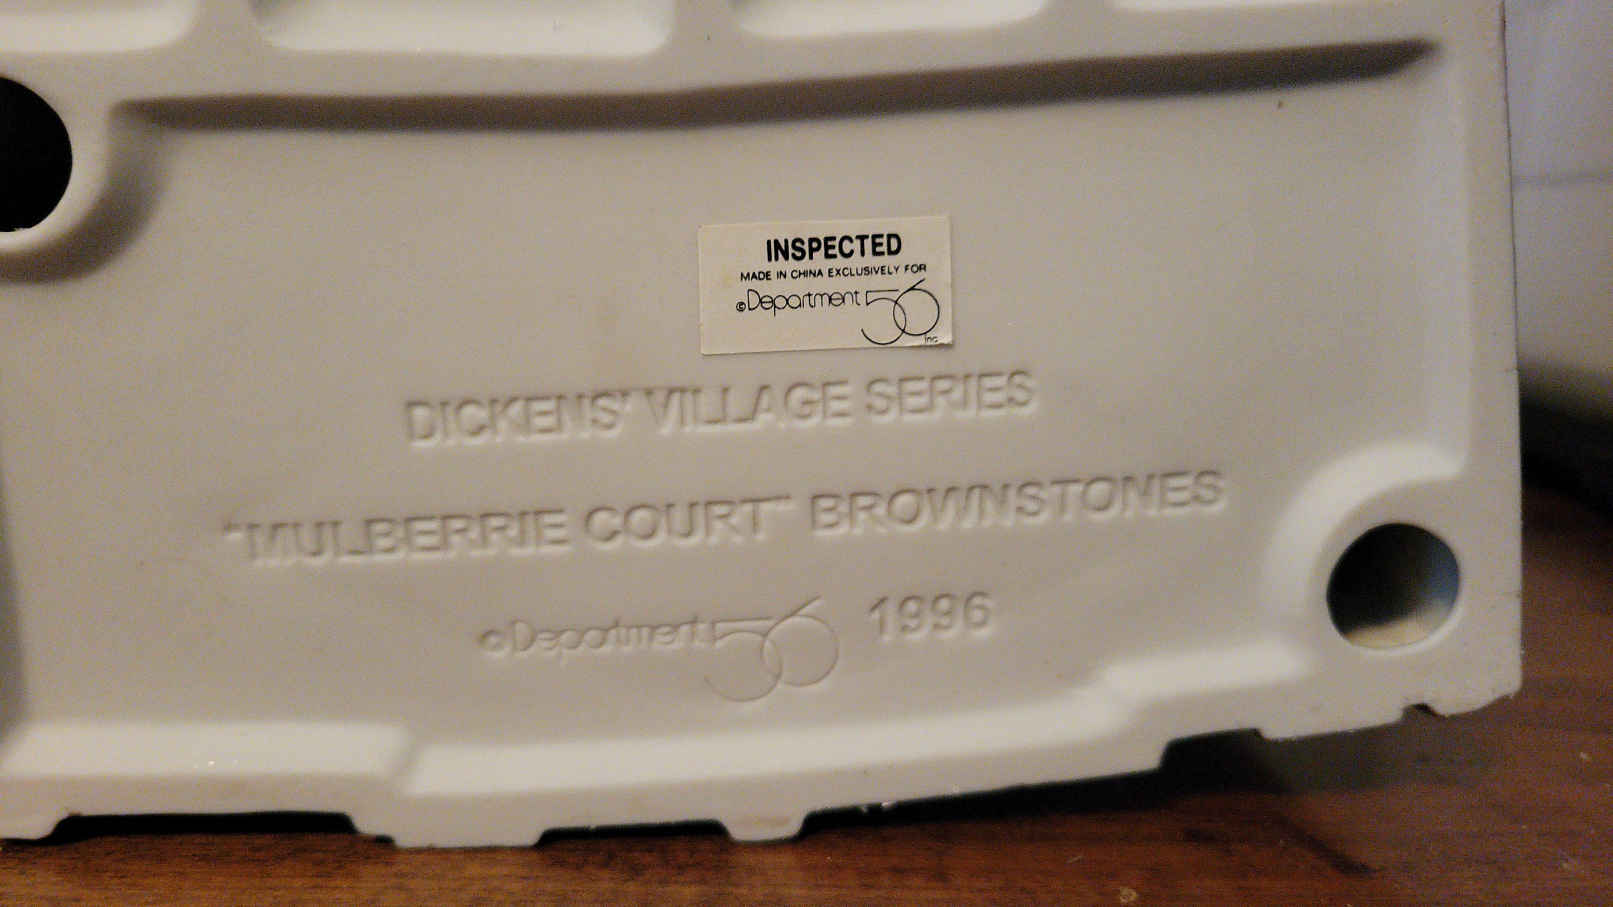 INSPECTED
MADE IN CHINA EXCLUSIVELY FOR
©Department 56
Inc.
DICKENS' VILLAGE SERIES
"MULBERRIE COURT" BROWNSTONES
©Department 56 1996